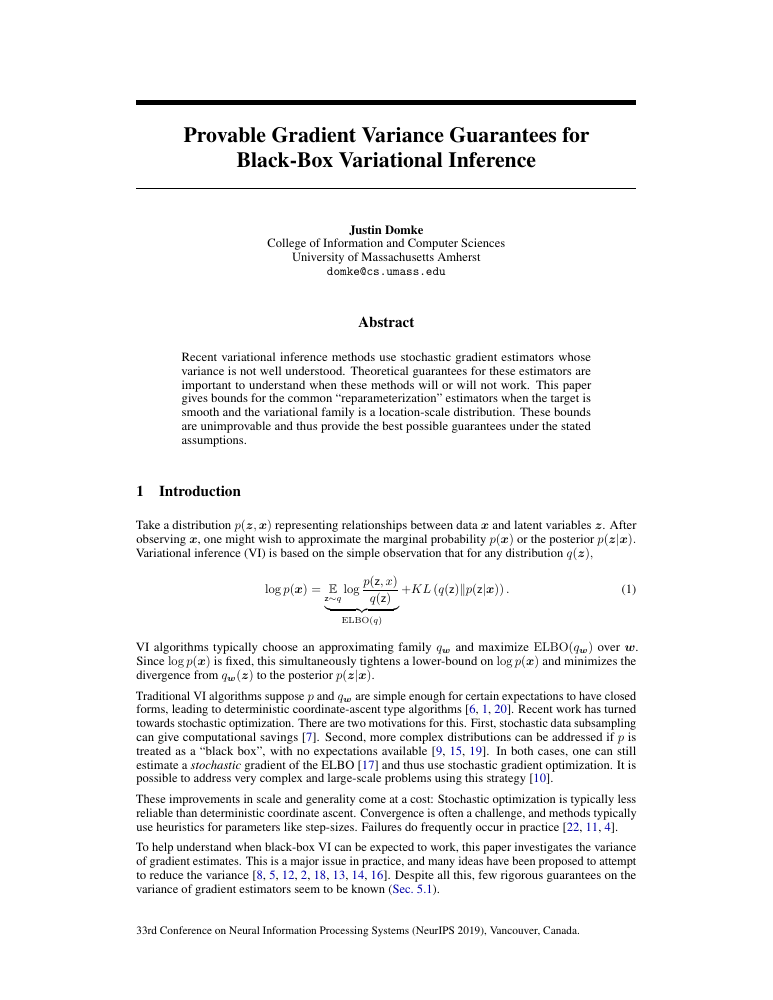 Provable Gradient Variance Guarantees for
Black-Box Variational Inference
Justin Domke
College of Information and Computer Sciences
University of Massachusetts Amherst
domke@cs.umass.edu
Abstract
Recent variational inference methods use stochastic gradient estimators whose
variance is not well understood. Theoretical guarantees for these estimators are
important to understand when these methods will or will not work. This paper
gives bounds for the common “reparameterization” estimators when the target is
smooth and the variational family is a location-scale distribution. These bounds
are unimprovable and thus provide the best possible guarantees under the stated
assumptions.
1 Introduction
Take a distribution p(z, x) representing relationships between data x and latent variables z. After
observing x, one might wish to approximate the marginal probability p(x) or the posterior p(z|x).
Variational inference (VI) is based on the simple observation that for any distribution q(z),
log p(x) = 𝔼_{z∼q} log p(z, x)/q(z) + KL (q(z)‖p(z|x)) . (1)
ELBO(q)
VI algorithms typically choose an approximating family q_w and maximize ELBO(q_w) over w.
Since log p(x) is fixed, this simultaneously tightens a lower-bound on log p(x) and minimizes the
divergence from q_w(z) to the posterior p(z|x).
Traditional VI algorithms suppose p and q_w are simple enough for certain expectations to have closed
forms, leading to deterministic coordinate-ascent type algorithms [6, 1, 20]. Recent work has turned
towards stochastic optimization. There are two motivations for this. First, stochastic data subsampling
can give computational savings [7]. Second, more complex distributions can be addressed if p is
treated as a “black box”, with no expectations available [9, 15, 19]. In both cases, one can still
estimate a stochastic gradient of the ELBO [17] and thus use stochastic gradient optimization. It is
possible to address very complex and large-scale problems using this strategy [10].
These improvements in scale and generality come at a cost: Stochastic optimization is typically less
reliable than deterministic coordinate ascent. Convergence is often a challenge, and methods typically
use heuristics for parameters like step-sizes. Failures do frequently occur in practice [22, 11, 4].
To help understand when black-box VI can be expected to work, this paper investigates the variance
of gradient estimates. This is a major issue in practice, and many ideas have been proposed to attempt
to reduce the variance [8, 5, 12, 2, 18, 13, 14, 16]. Despite all this, few rigorous guarantees on the
variance of gradient estimators seem to be known (Sec. 5.1).
33rd Conference on Neural Information Processing Systems (NeurIPS 2019), Vancouver, Canada.